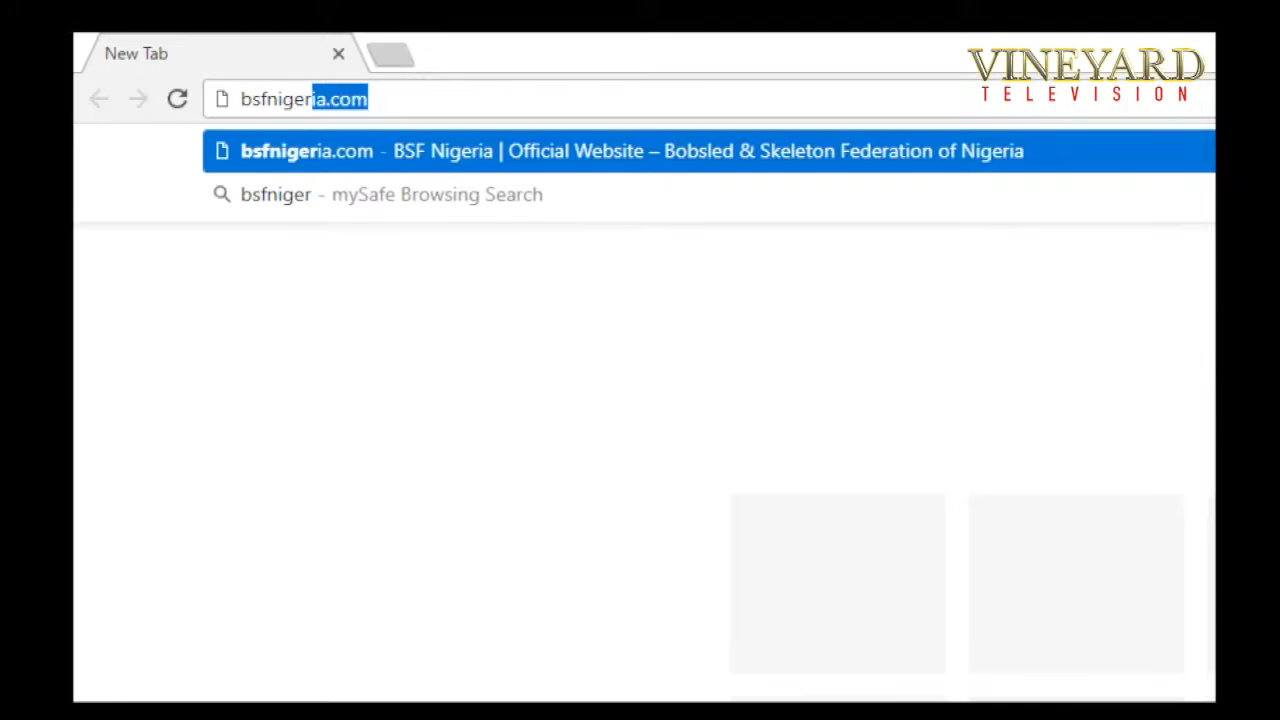 New Tab
VINEYARD
TELEVISION
bsfnigeria.com
bsfnigeria.com - BSF Nigeria | Official Website – Bobsled & Skeleton Federation of Nigeria
bsfniger - mySafe Browsing Search